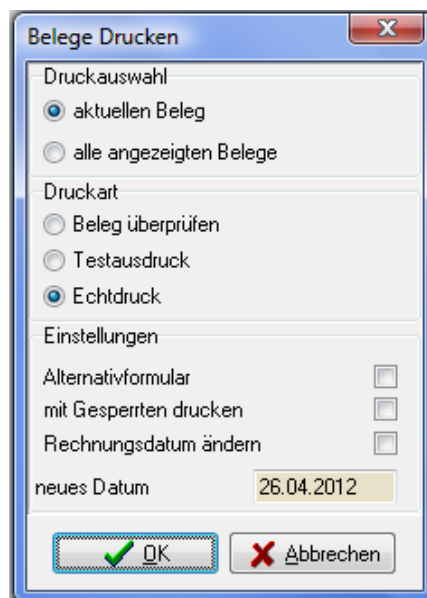 Belege Drucken
Druckauswahl
aktuellen Beleg
alle angezeigten Belege
Druckart
Beleg überprüfen
Testausdruck
Echtdruck
Einstellungen
Alternativformular
mit Gesperrten drucken
Rechnungsdatum ändern
neues Datum 26.04.2012
OK Abbrechen